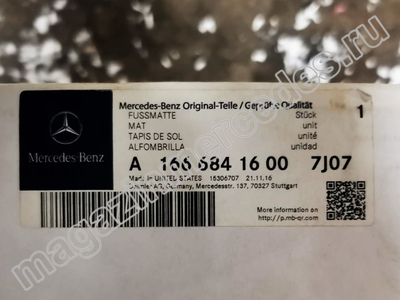 Mercedes-Benz
Mercedes-Benz Original-Teile / Geprüfte Qualität
FUSSMATTE Stück 1
MAT unit
TAPIS DE SOL unité
ALFOMBRILLA unidad
A 166 684 16 00 7J07
Made in UNITED STATES 15306707 21.11.16
Daimler AG, Germany, Mercedesstr. 137, 70327 Stuttgart
More information on
http://p.mb-qr.com
magazin-mercedes.ru